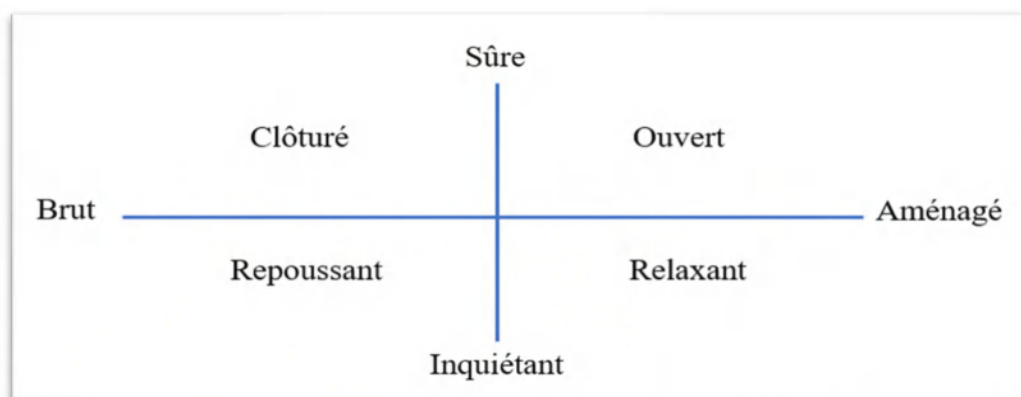 Sûre
Clôturé Ouvert
Brut Aménagé
Repoussant Relaxant
Inquiétant